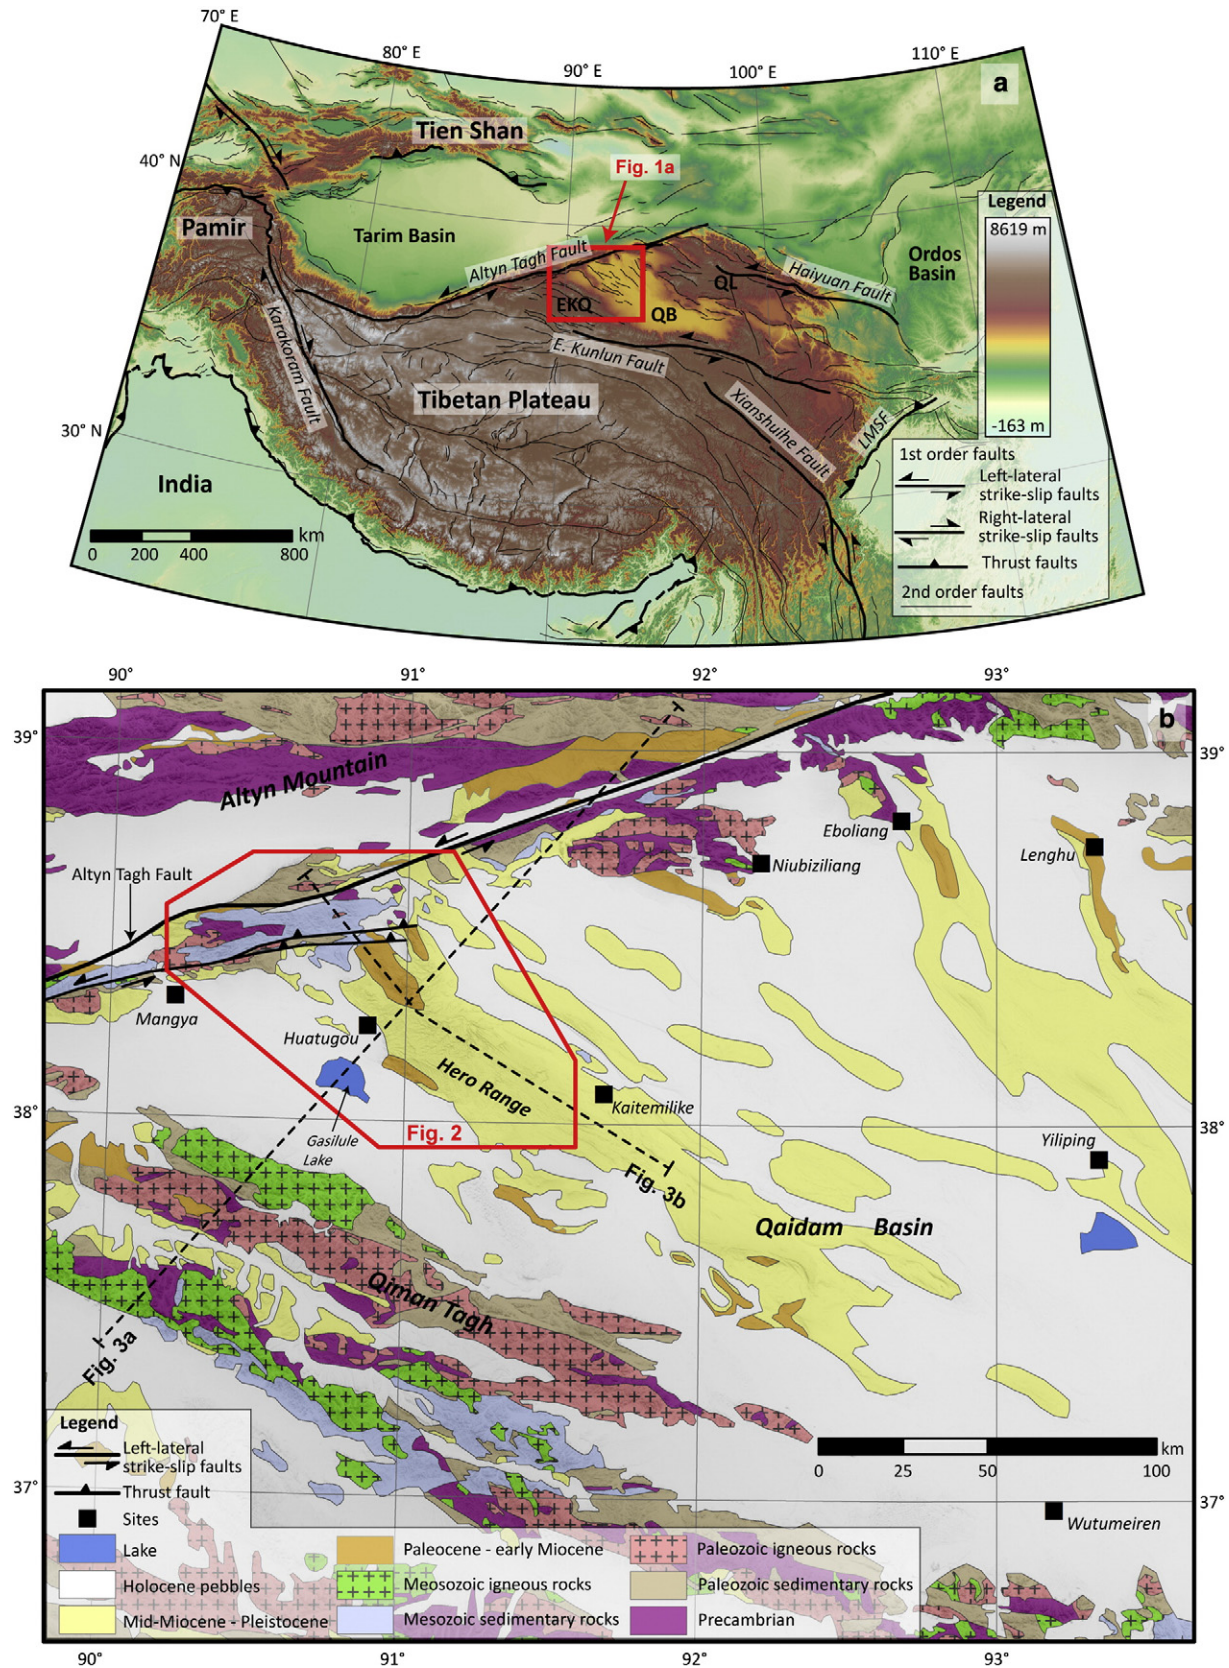 70° E
80° E
90° E
100° E
110° E
a
Tien Shan
40° N
Fig. 1a
Legend
8619 m
Pamir
Tarim Basin
Altyn Tagh Fault
Ordos
Basin
QL
Haiyuan Fault
EKQ
QB
Karakoram Fault
E. Kunlun Fault
Tibetan Plateau
Xianshuihe Fault
LMSF
-163 m
30° N
India
1st order faults
Left-lateral
strike-slip faults
Right-lateral
strike-slip faults
Thrust faults
2nd order faults
km
0 200 400 800
90° 91° 92° 93°
b
39° 39°
Altyn Mountain
Eboliang
Lenghu
Niubiziliang
Altyn Tagh Fault
Mangya
Huatugou
Hero Range
Kaitemilike
38° 38°
Gasilule
Lake
Fig. 2
Yiliping
Fig. 3b
Qaidam Basin
Qiman Tagh
Fig. 3a
Legend
Left-lateral
strike-slip faults
Thrust fault
Sites
Lake
Holocene pebbles
Mid-Miocene - Pleistocene
Paleocene - early Miocene
Meosozoic igneous rocks
Mesozoic sedimentary rocks
Paleozoic igneous rocks
Paleozoic sedimentary rocks
Precambrian
km
0 25 50 100
37° 37°
Wutumeiren
90° 91° 92° 93°